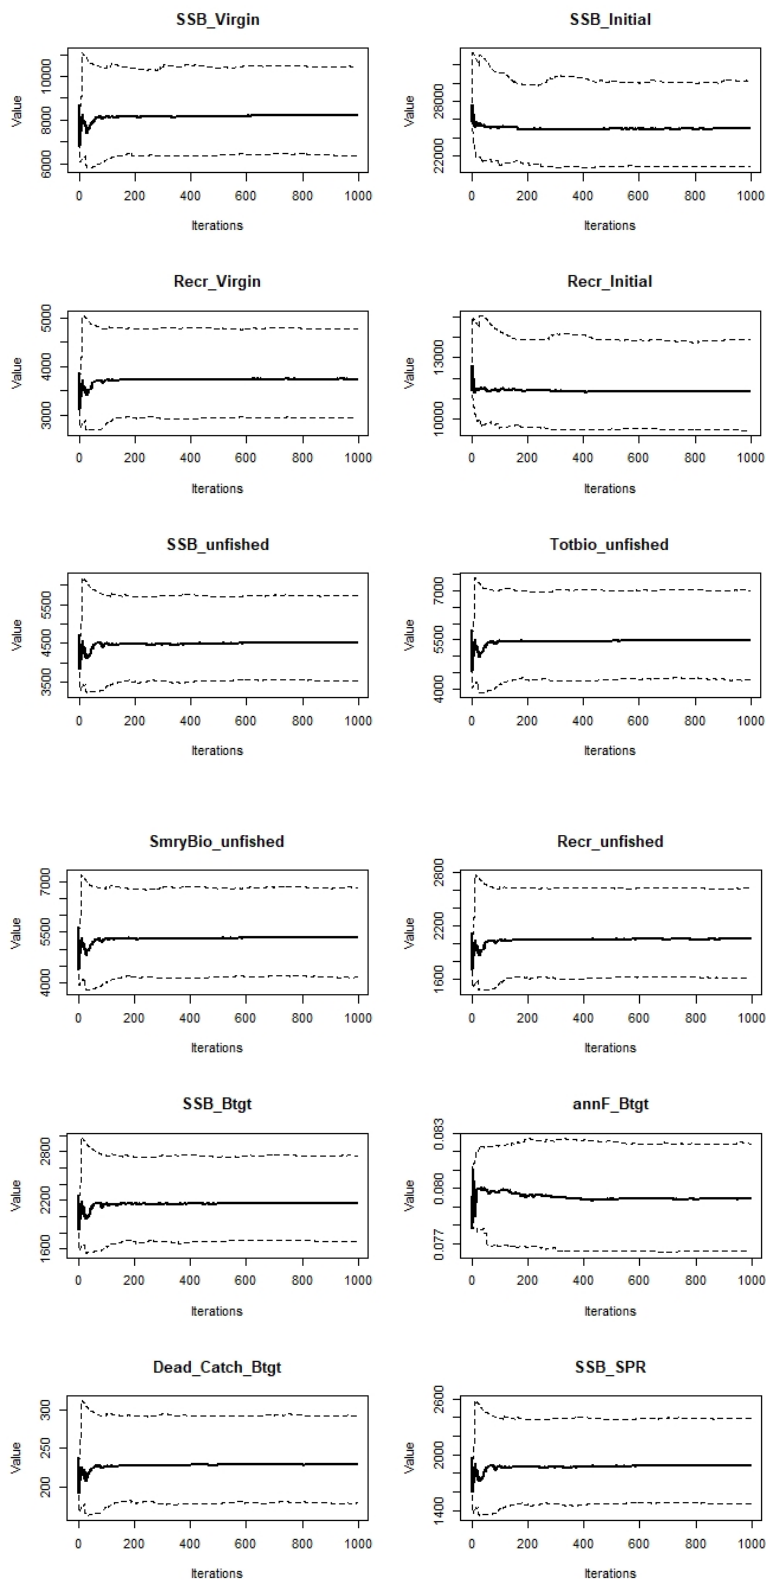 SSB_Virgin
Value
6000 8000 10000
0 200 400 600 800 1000
Iterations
SSB_Initial
Value
22000 28000
0 200 400 600 800 1000
Iterations
Recr_Virgin
Value
3000 4000 5000
0 200 400 600 800 1000
Iterations
Recr_Initial
Value
10000 13000
0 200 400 600 800 1000
Iterations
SSB_unfished
Value
3500 4500 5500
0 200 400 600 800 1000
Iterations
Totbio_unfished
Value
4000 5500 7000
0 200 400 600 800 1000
Iterations
SmryBio_unfished
Value
4000 5500 7000
0 200 400 600 800 1000
Iterations
Recr_unfished
Value
1600 2200 2800
0 200 400 600 800 1000
Iterations
SSB_Btgt
Value
1600 2200 2800
0 200 400 600 800 1000
Iterations
annF_Btgt
Value
0.077 0.080 0.083
0 200 400 600 800 1000
Iterations
Dead_Catch_Btgt
Value
200 250 300
0 200 400 600 800 1000
Iterations
SSB_SPR
Value
1400 2000 2600
0 200 400 600 800 1000
Iterations